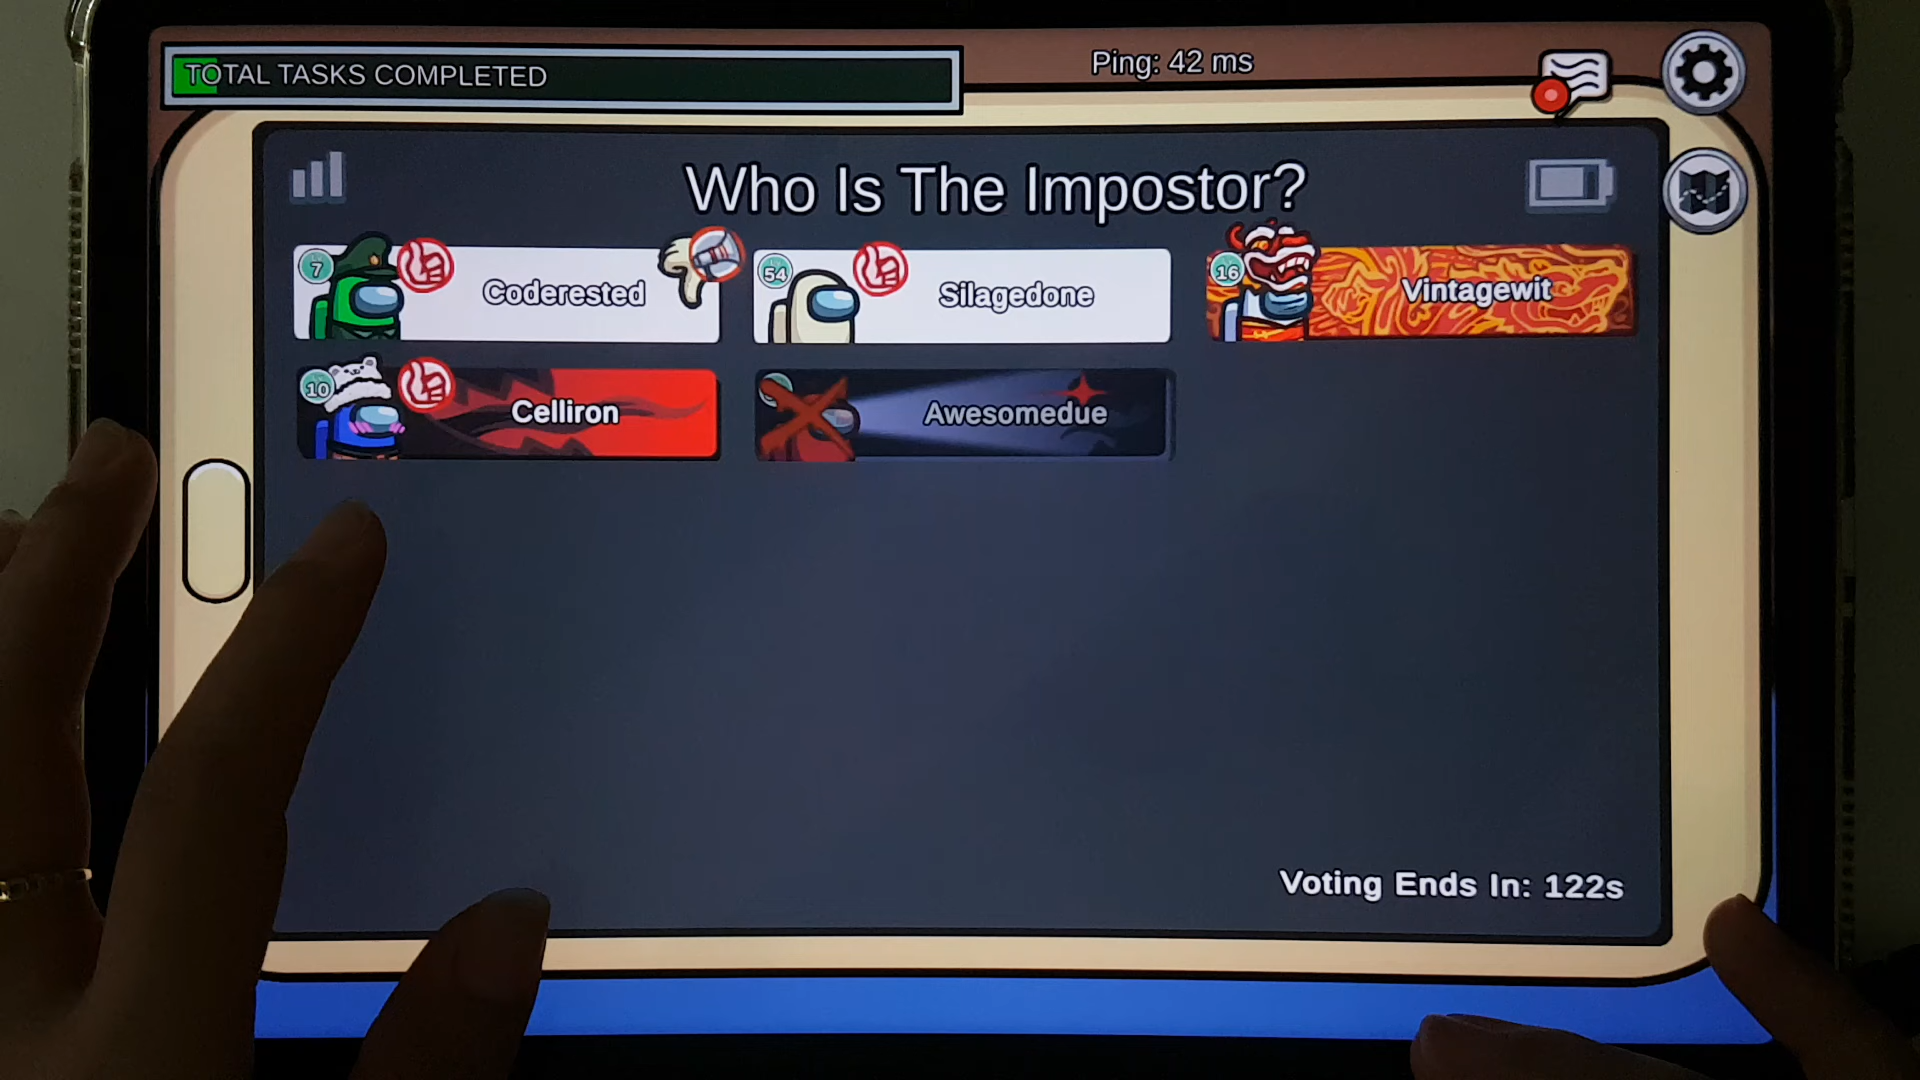 TOTAL TASKS COMPLETED
Ping: 42 ms
Who Is The Impostor?
7
Coderested
LV
54
Silagedone
16
Vintagewit
10
Celliron
Awesomedue
Voting Ends In: 122s